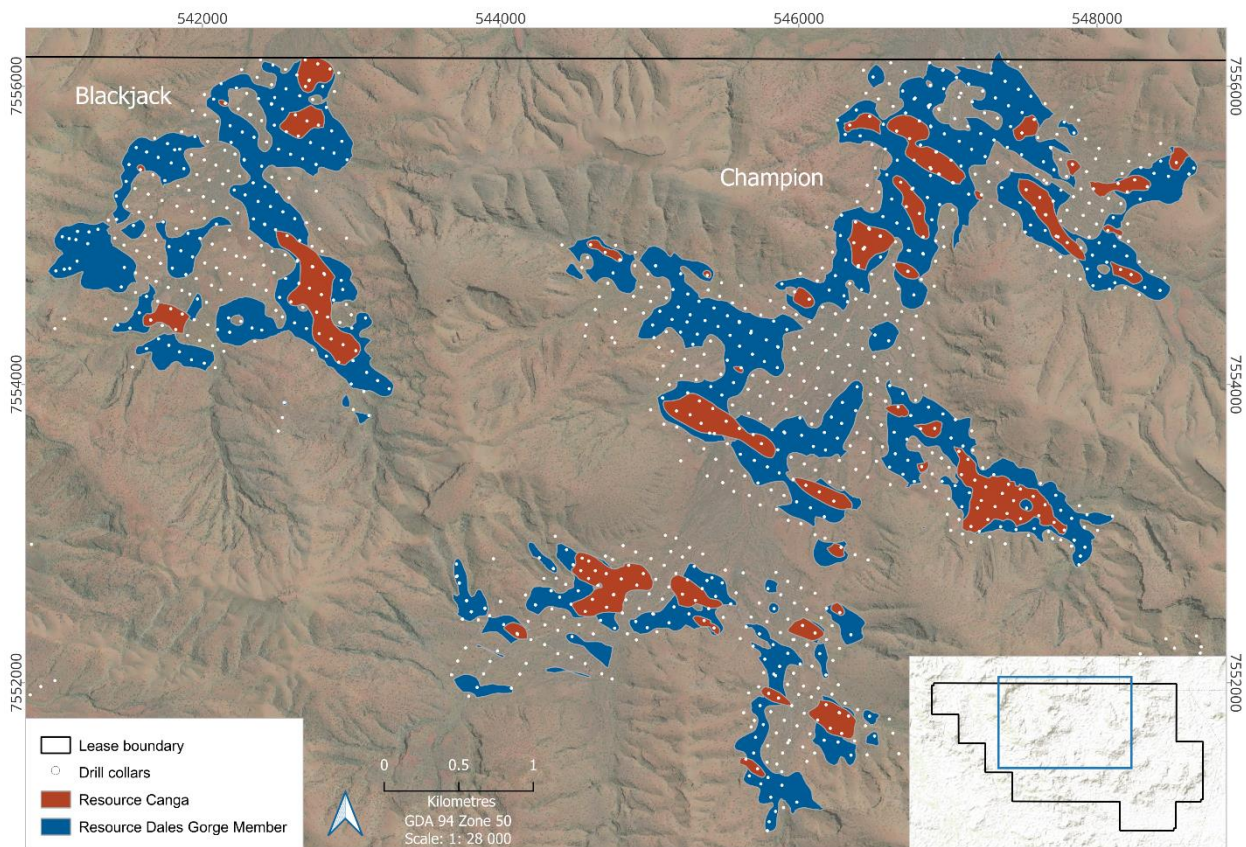 542000
544000
546000
548000
7556000
7556000
Blackjack
Champion
7554000
7554000
7552000
7552000
Lease boundary
Drill collars
Resource Canga
Resource Dales Gorge Member
0 0.5 1
Kilometres
GDA 94 Zone 50
Scale: 1: 28 000